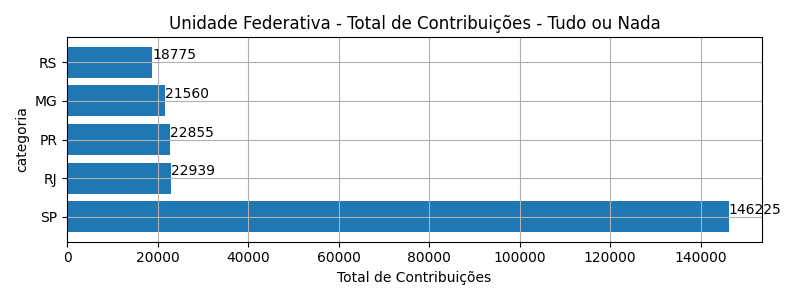 Unidade Federativa - Total de Contribuições - Tudo ou Nada
categoria
RS 18775
MG 21560
PR 22855
RJ 22939
SP 146225
0 20000 40000 60000 80000 100000 120000 140000
Total de Contribuições